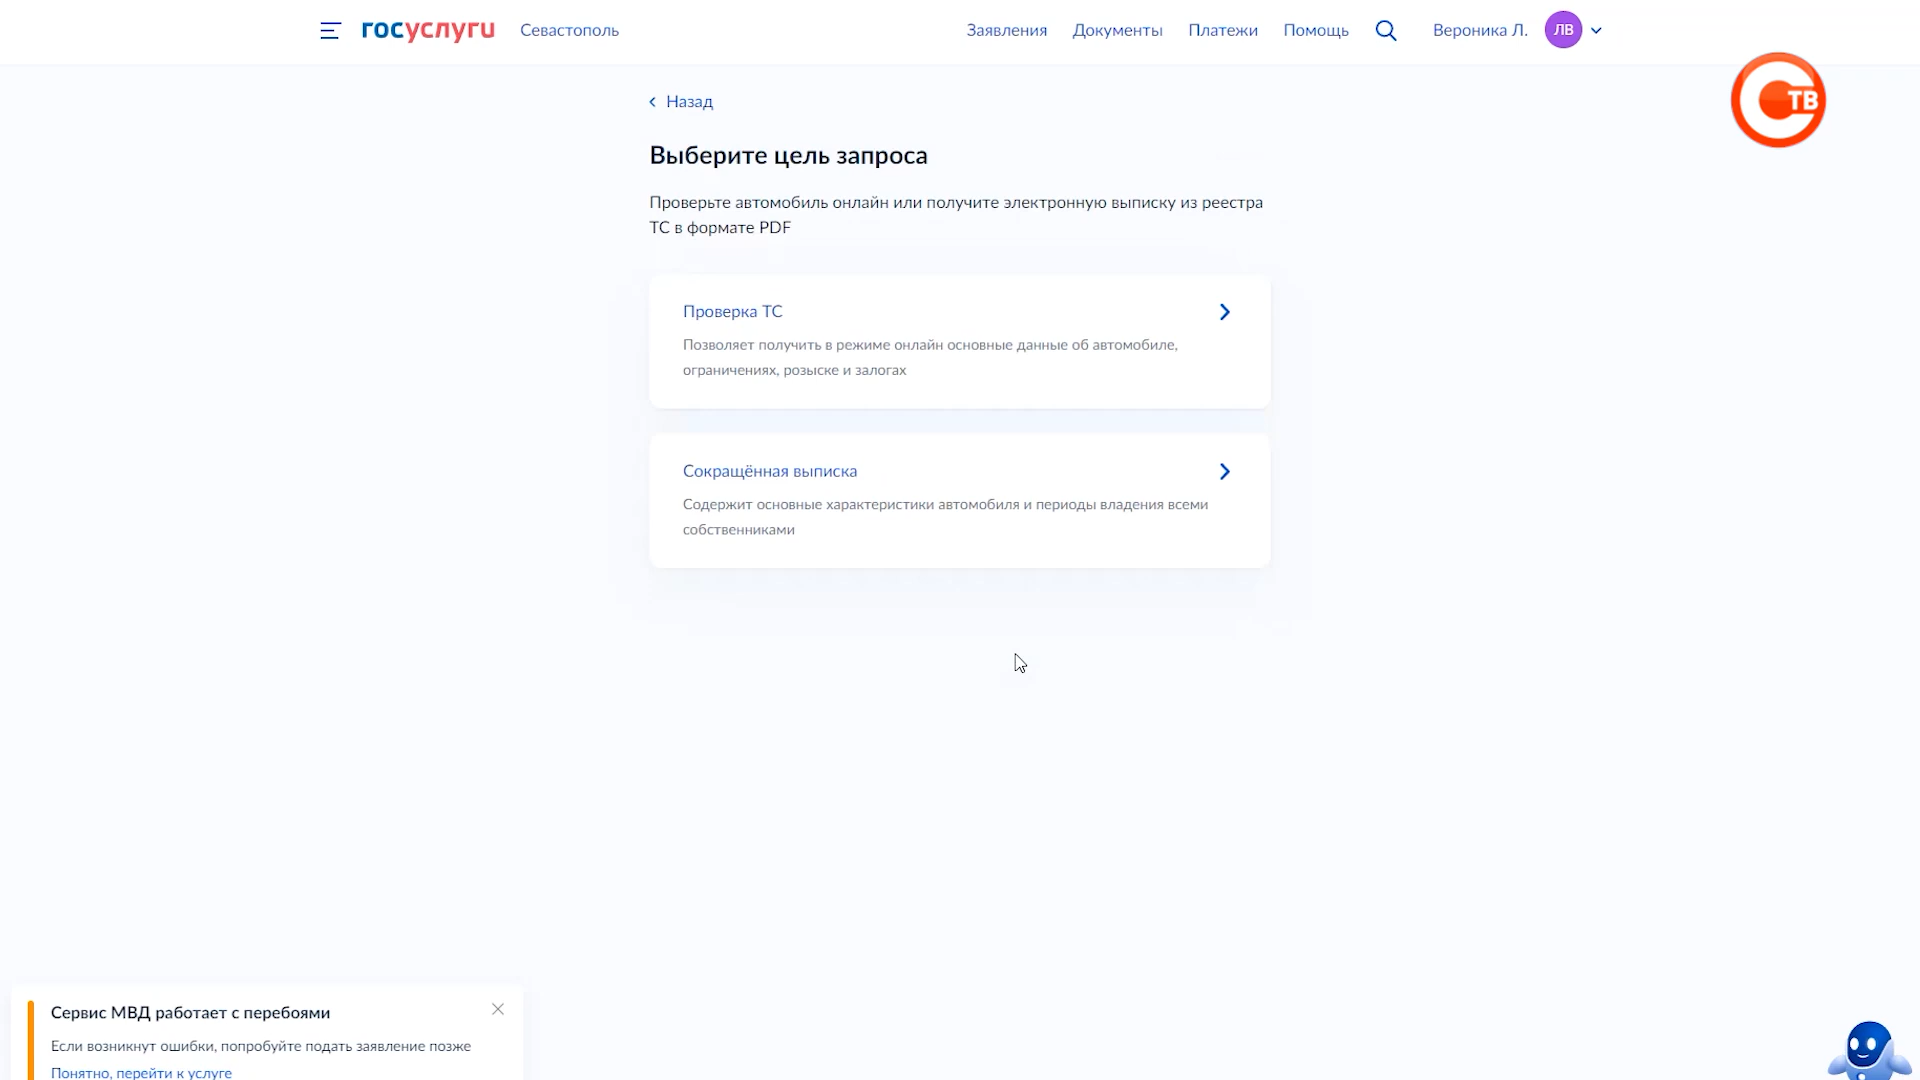 госуслуги
Севастополь
Заявления
Документы
Платежи
Помощь
Вероника Л.
ЛВ
ТВ
Назад
Выберите цель запроса
Проверьте автомобиль онлайн или получите электронную выписку из реестра
ТС в формате PDF
Проверка ТС
Позволяет получить в режиме онлайн основные данные об автомобиле,
ограничениях, розыске и залогах
Сокращённая выписка
Содержит основные характеристики автомобиля и периоды владения всеми
собственниками
Сервис МВД работает с перебоями
Если возникнут ошибки, попробуйте подать заявление позже
Понятно, перейти к услуге